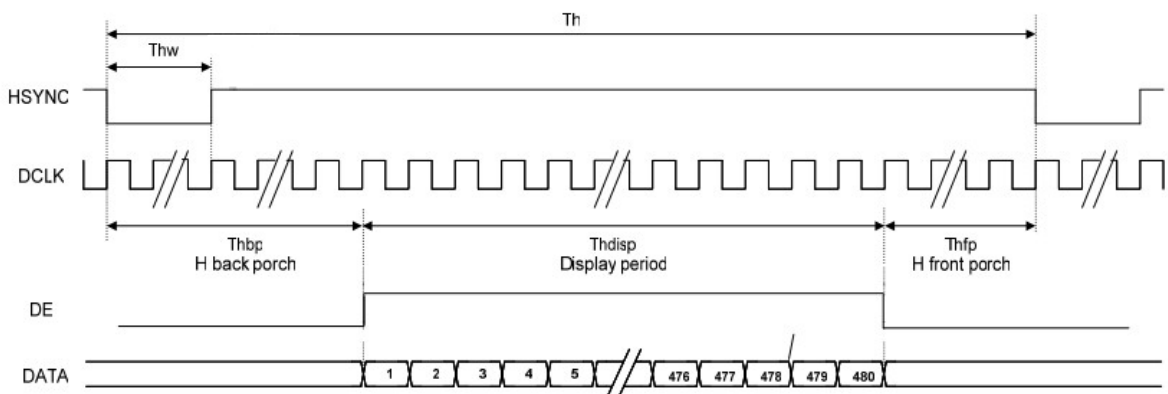 Th
Thw
HSYNC
DCLK
Thbp
H back porch
Thdisp
Display period
Thfp
H front porch
DE
DATA 1 2 3 4 5 476 477 478 479 480